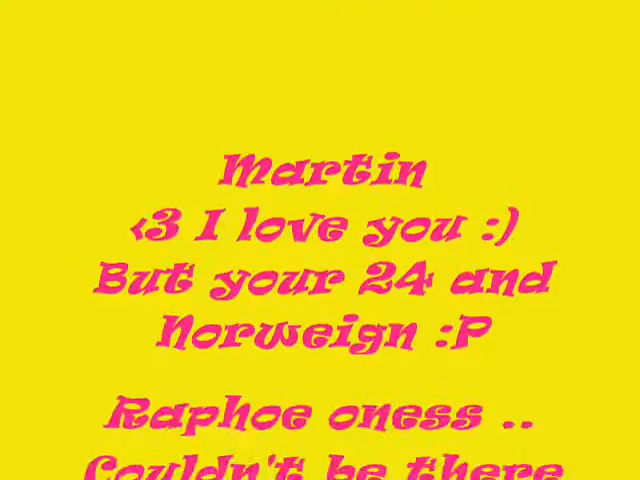 Martin
<3 I love you :)
But your 24 and
Norweign :P
Raphoe oness ..
Couldn't be there